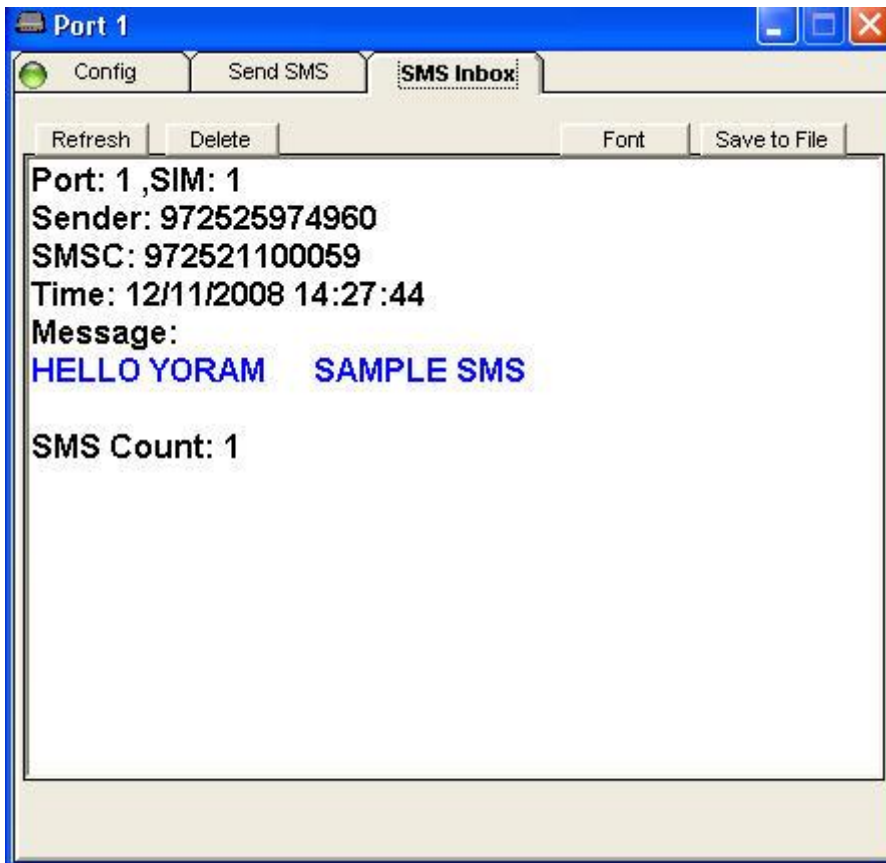 Port 1
Config Send SMS SMS Inbox
Refresh Delete Font Save to File
Port: 1 ,SIM: 1
Sender: 972525974960
SMSC: 972521100059
Time: 12/11/2008 14:27:44
Message:
HELLO YORAM SAMPLE SMS
SMS Count: 1